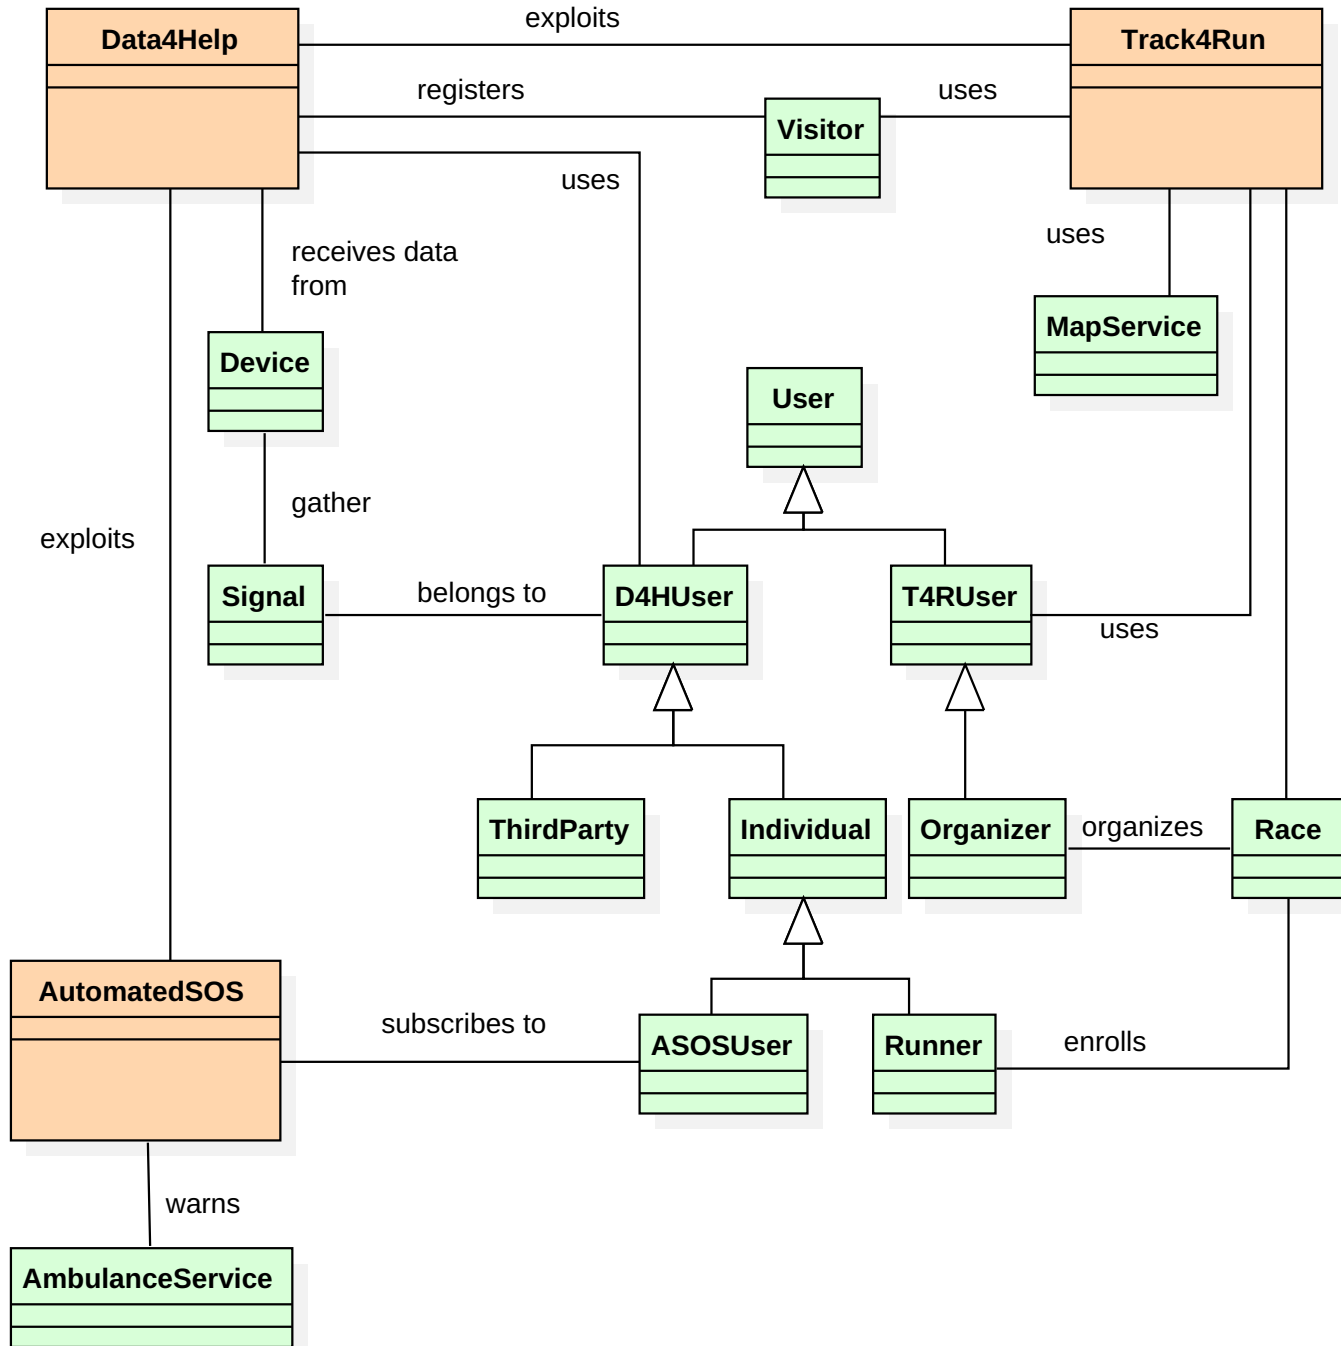 exploits
Data4Help
Track4Run
registers
uses
Visitor
uses
uses
receives data
from
MapService
Device
User
gather
exploits
Signal
belongs to
D4HUser
T4RUser
uses
ThirdParty
Individual
Organizer
organizes
Race
AutomatedSOS
subscribes to
ASOSUser
Runner
enrolls
warns
AmbulanceService